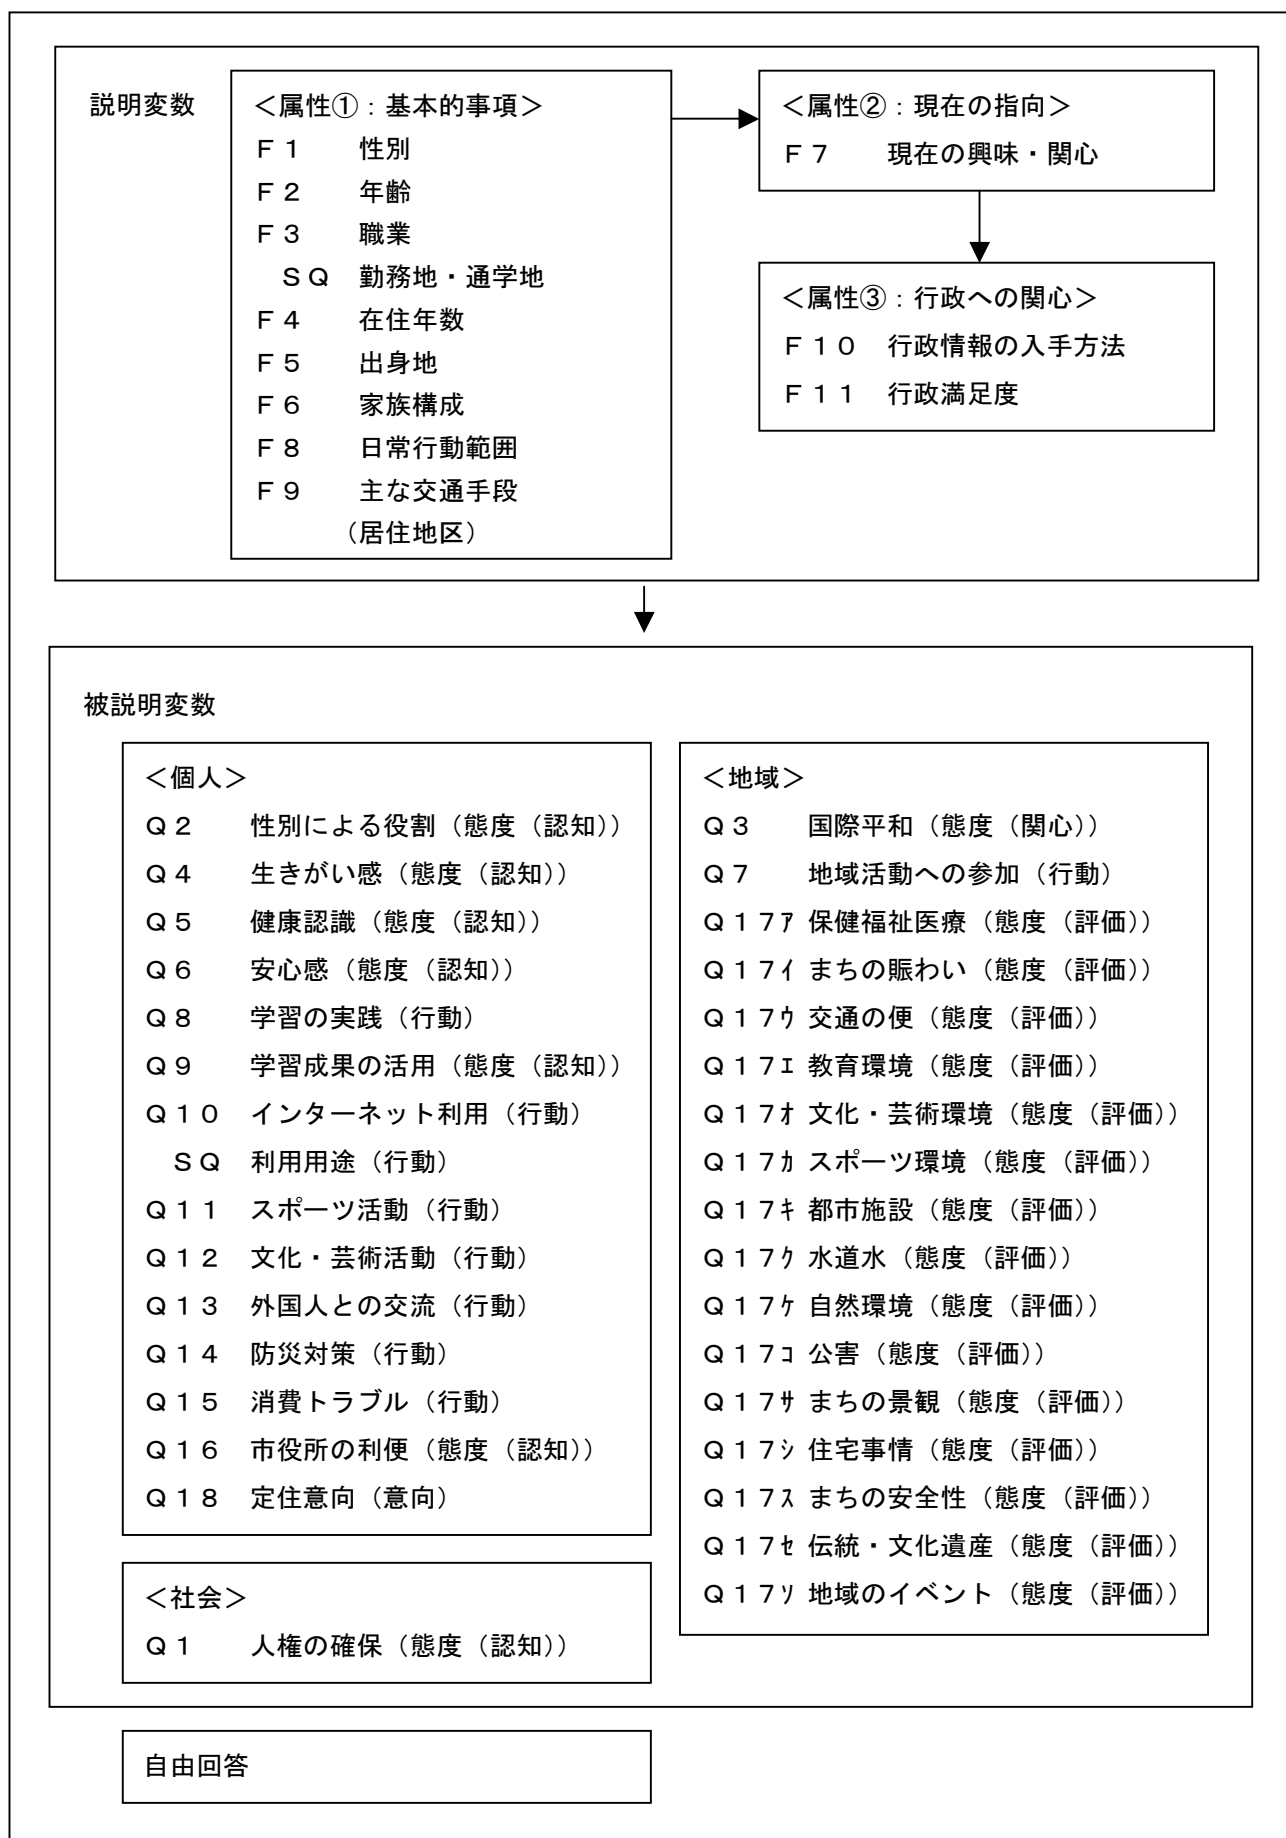 説明変数
＜属性①：基本的事項＞
Ｆ１　性別
Ｆ２　年齢
Ｆ３　職業
ＳＱ　勤務地・通学地
Ｆ４　在住年数
Ｆ５　出身地
Ｆ６　家族構成
Ｆ８　日常行動範囲
Ｆ９　主な交通手段
（居住地区）
＜属性②：現在の指向＞
Ｆ７　現在の興味・関心
＜属性③：行政への関心＞
Ｆ１０　行政情報の入手方法
Ｆ１１　行政満足度
被説明変数
＜個人＞
Ｑ２　性別による役割（態度（認知））
Ｑ４　生きがい感（態度（認知））
Ｑ５　健康認識（態度（認知））
Ｑ６　安心感（態度（認知））
Ｑ８　学習の実践（行動）
Ｑ９　学習成果の活用（態度（認知））
Ｑ１０　インターネット利用（行動）
ＳＱ　利用用途（行動）
Ｑ１１　スポーツ活動（行動）
Ｑ１２　文化・芸術活動（行動）
Ｑ１３　外国人との交流（行動）
Ｑ１４　防災対策（行動）
Ｑ１５　消費トラブル（行動）
Ｑ１６　市役所の利便（態度（認知））
Ｑ１８　定住意向（意向）
＜社会＞
Ｑ１　人権の確保（態度（認知））
＜地域＞
Ｑ３　国際平和（態度（関心））
Ｑ７　地域活動への参加（行動）
Ｑ１７ｱ 保健福祉医療（態度（評価））
Ｑ１７ｲ まちの賑わい（態度（評価））
Ｑ１７ｳ 交通の便（態度（評価））
Ｑ１７ｴ 教育環境（態度（評価））
Ｑ１７ｵ 文化・芸術環境（態度（評価））
Ｑ１７ｶ スポーツ環境（態度（評価））
Ｑ１７ｷ 都市施設（態度（評価））
Ｑ１７ｸ 水道水（態度（評価））
Ｑ１７ｹ 自然環境（態度（評価））
Ｑ１７ｺ 公害（態度（評価））
Ｑ１７ｻ まちの景観（態度（評価））
Ｑ１７ｼ 住宅事情（態度（評価））
Ｑ１７ｽ まちの安全性（態度（評価））
Ｑ１７ｾ 伝統・文化遺産（態度（評価））
Ｑ１７ｿ 地域のイベント（態度（評価））
自由回答